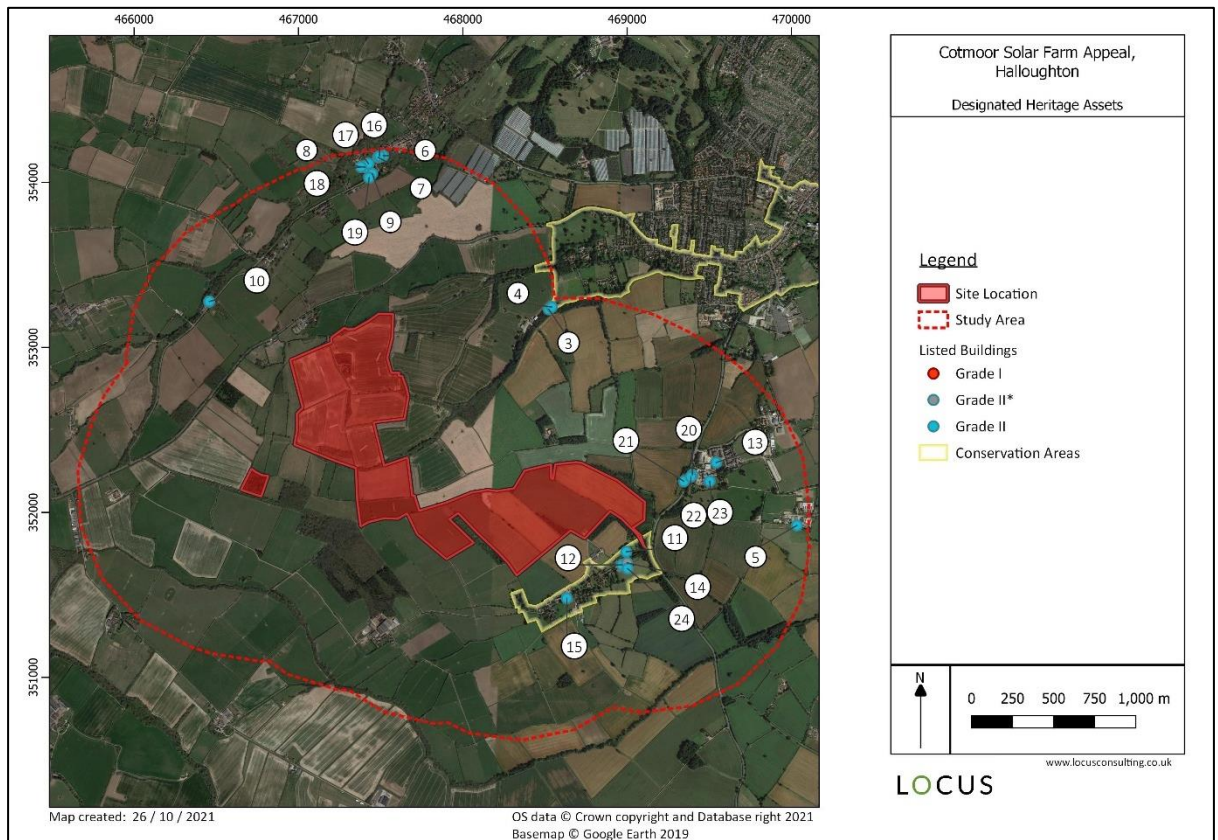 466000 467000 468000 469000 470000
354000
353000
352000
351000
16
17
8
6
18
7
9
19
10
4
3
20
21
13
22
23
11
12
5
14
24
15
Map created: 26 / 10 / 2021
OS data © Crown copyright and Database right 2021
Basemap © Google Earth 2019
Cotmoor Solar Farm Appeal,
Halloughton
Designated Heritage Assets
Legend
Site Location
Study Area
Listed Buildings
Grade I
Grade II*
Grade II
Conservation Areas
N
0 250 500 750 1,000 m
www.locusconsulting.co.uk
LOCUS